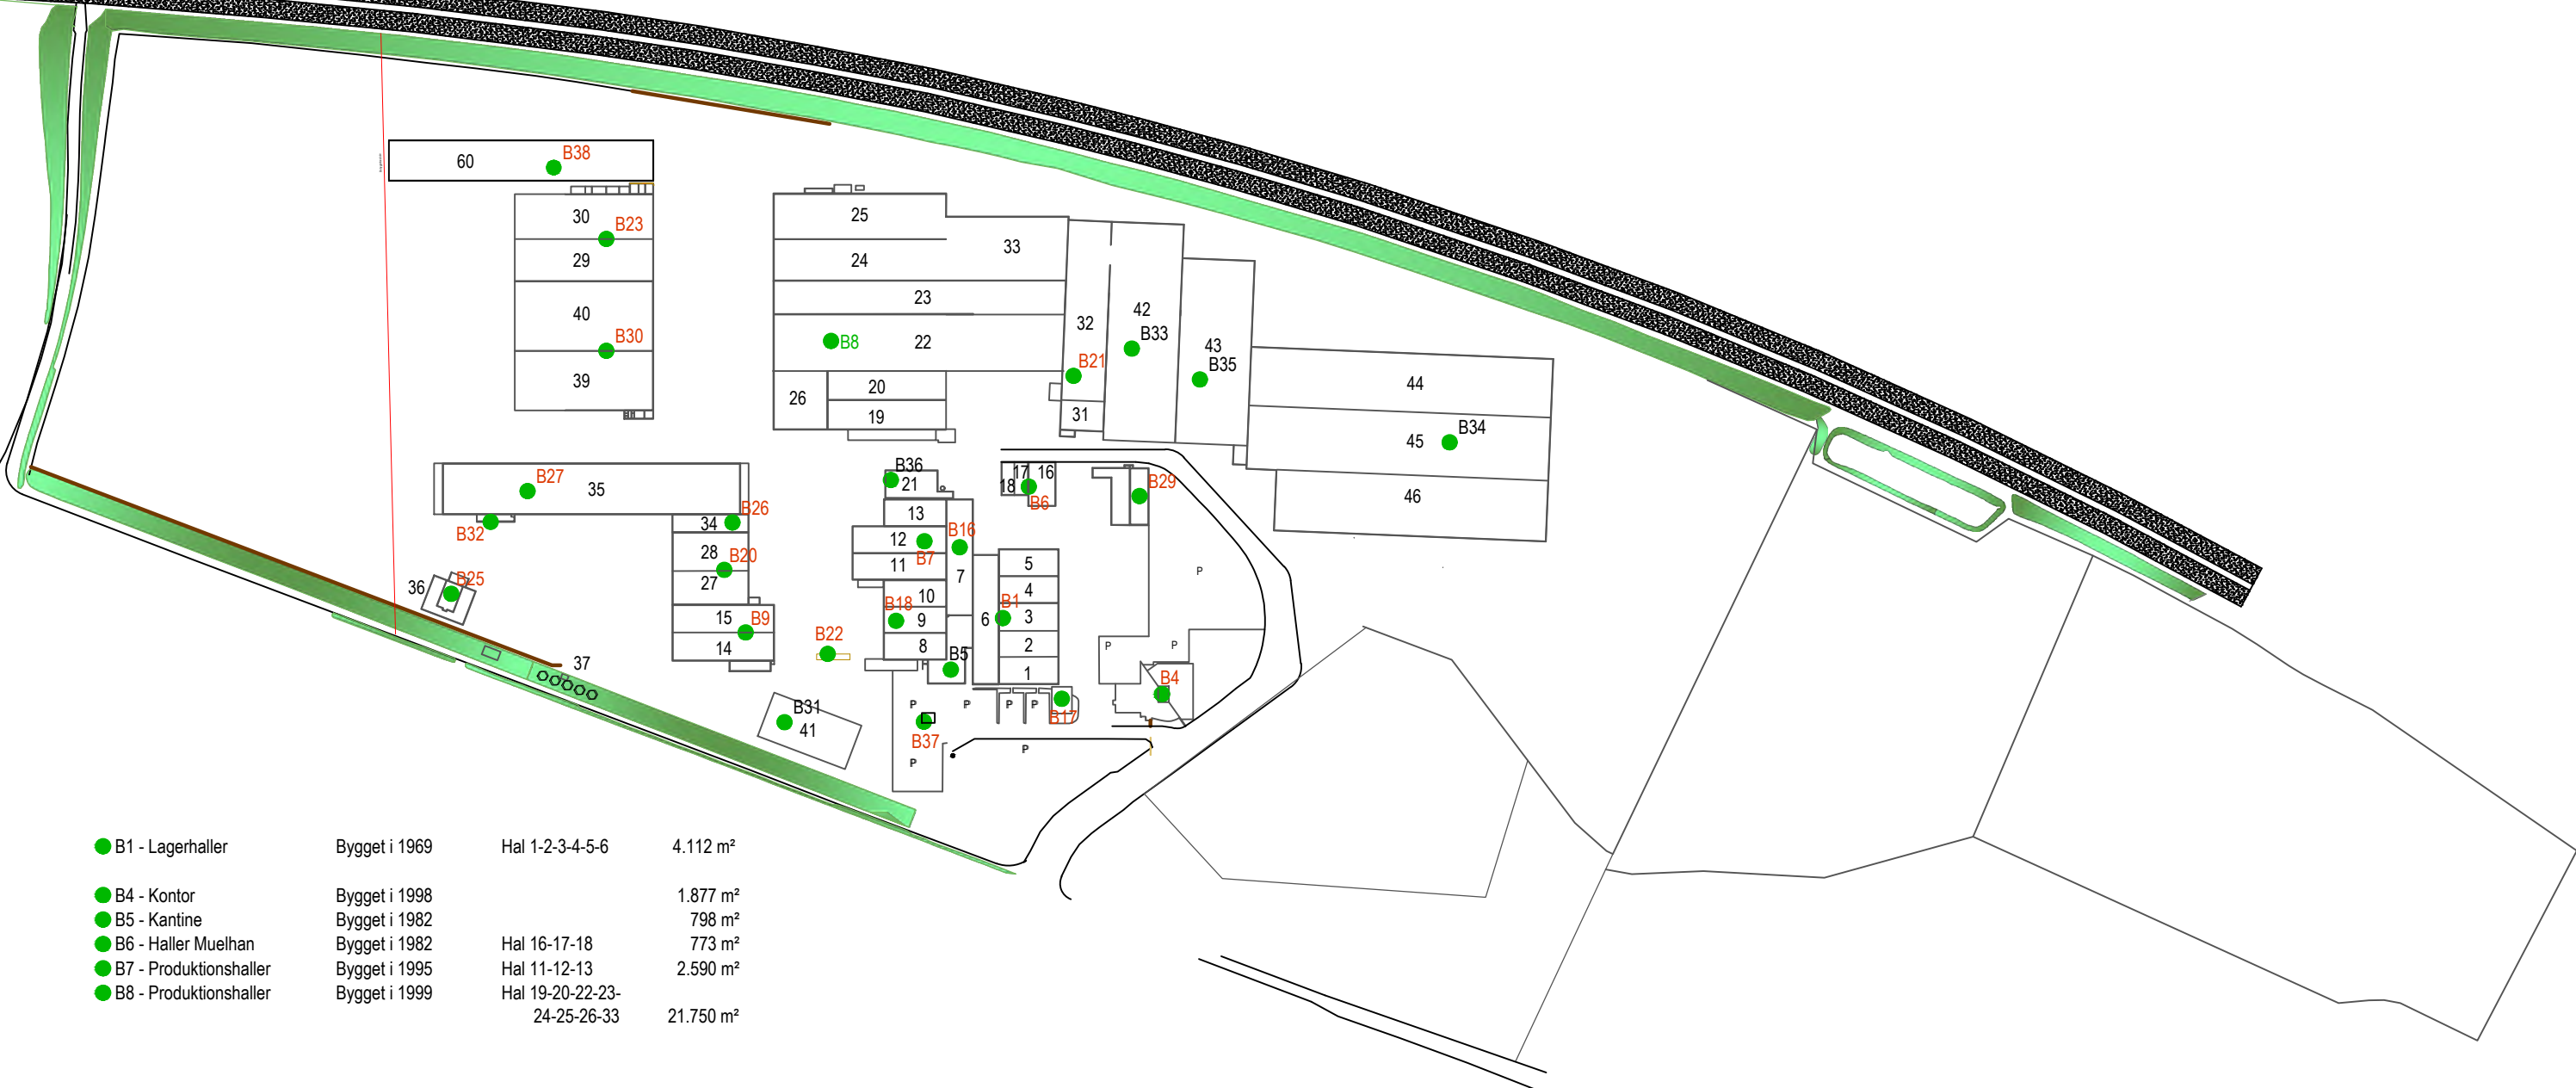 60
B38
30
B23
29
40
B30
39
25
24
33
23
22
B8
26
20
19
32
B21
31
42
B33
43
B35
44
45
B34
46
B27
35
B32
34
B26
28
B20
27
15
B9
14
36
B25
37
B22
B31
41
B36
21
13
12
B7
11
B16
7
10
B18
9
8
B5
17
16
18
B6
B29
5
4
B1
3
6
2
1
B17
B4
B37
P
P
P
P
P
P
P
P
P
B1 - Lagerhaller Bygget i 1969 Hal 1-2-3-4-5-6 4.112 m²
B4 - Kontor Bygget i 1998 1.877 m²
B5 - Kantine Bygget i 1982 798 m²
B6 - Haller Muelhan Bygget i 1982 Hal 16-17-18 773 m²
B7 - Produktionshaller Bygget i 1995 Hal 11-12-13 2.590 m²
B8 - Produktionshaller Bygget i 1999 Hal 19-20-22-23-
24-25-26-33 21.750 m²